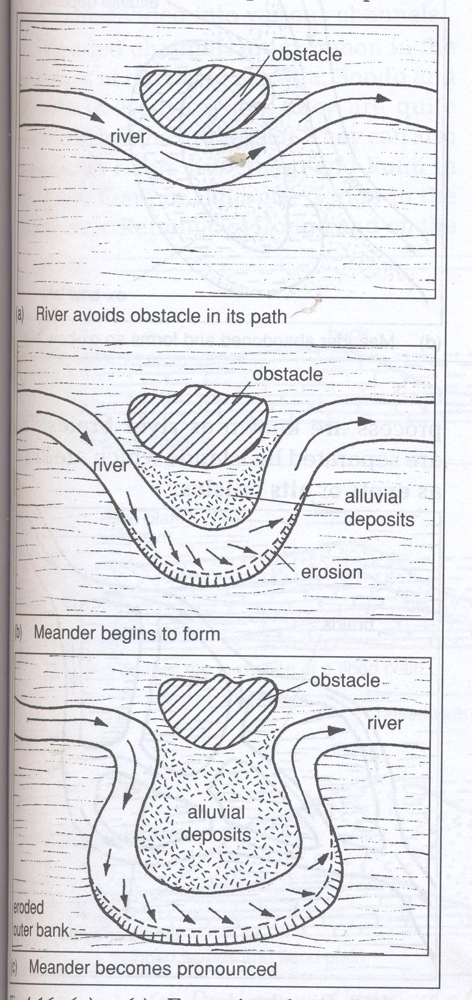 obstacle
river
(a) River avoids obstacle in its path
obstacle
river
alluvial
deposits
erosion
(b) Meander begins to form
obstacle
river
alluvial
deposits
eroded
outer bank
(c) Meander becomes pronounced